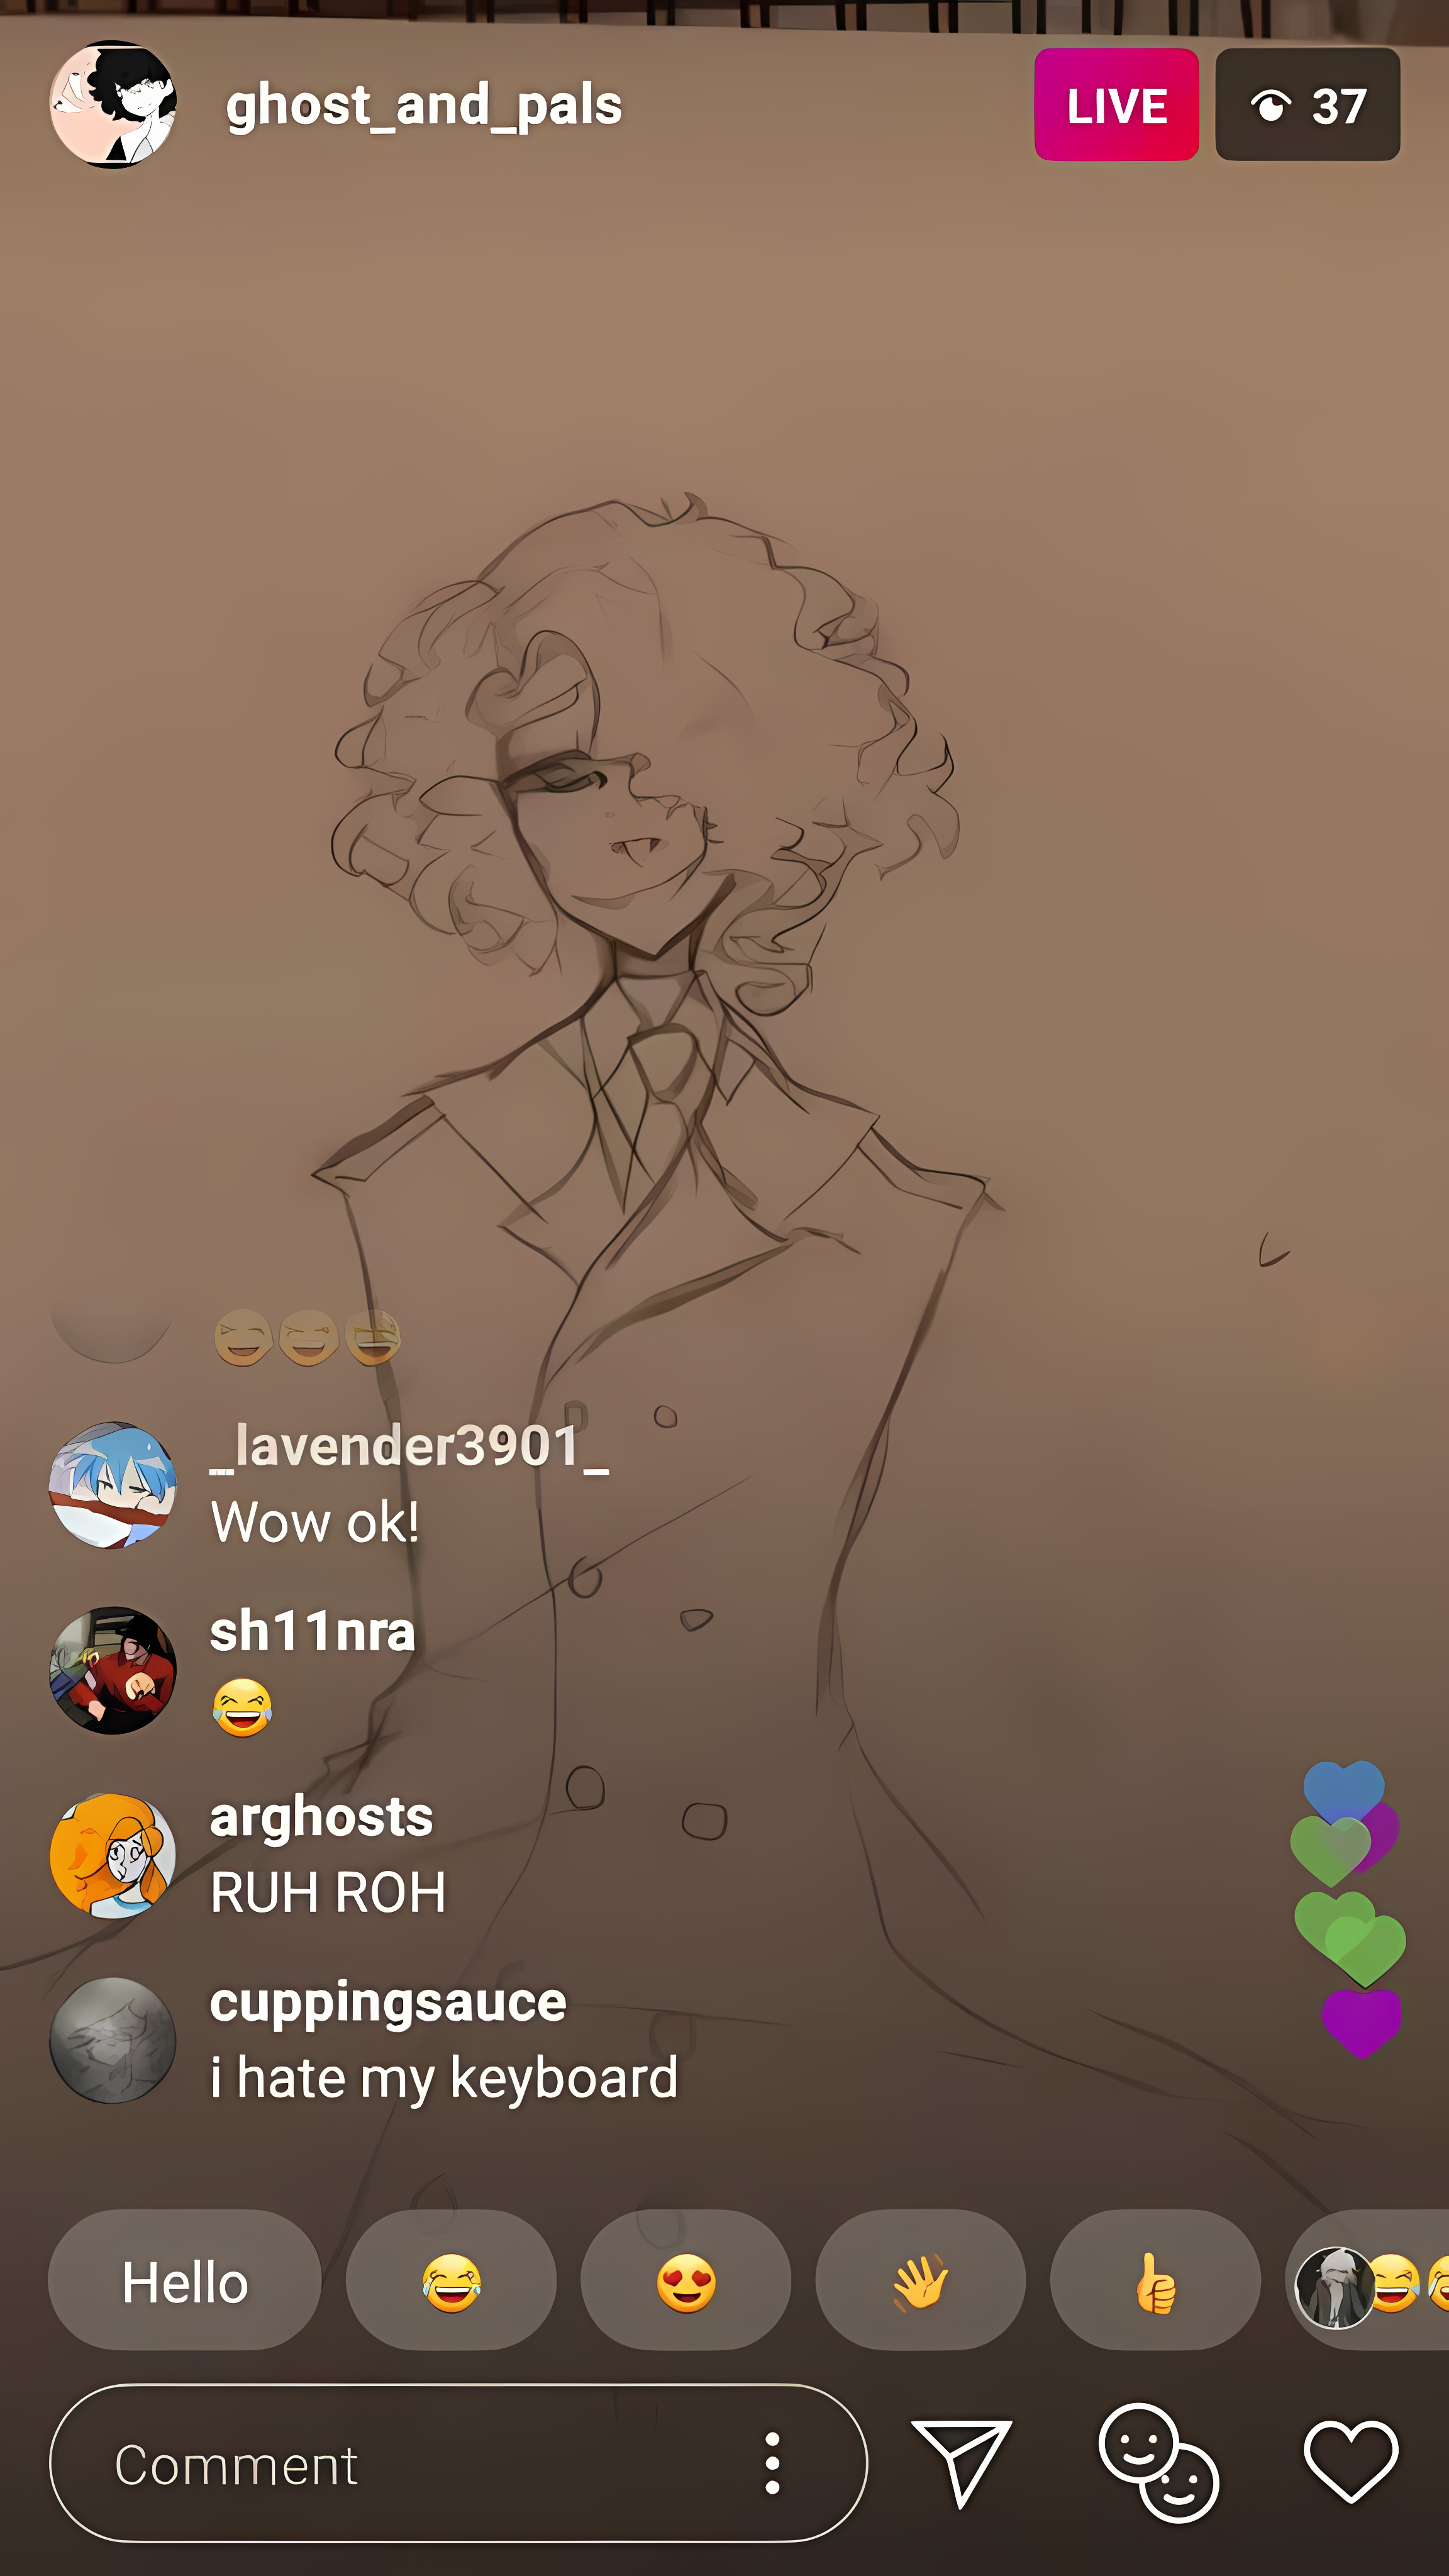 ghost_and_pals
LIVE
37
😆😆😆
_lavender3901_
Wow ok!
sh11nra
😂
arghosts
RUH ROH
cuppingsauce
i hate my keyboard
Hello
😂
😍
👋
👍
😂😂
Comment